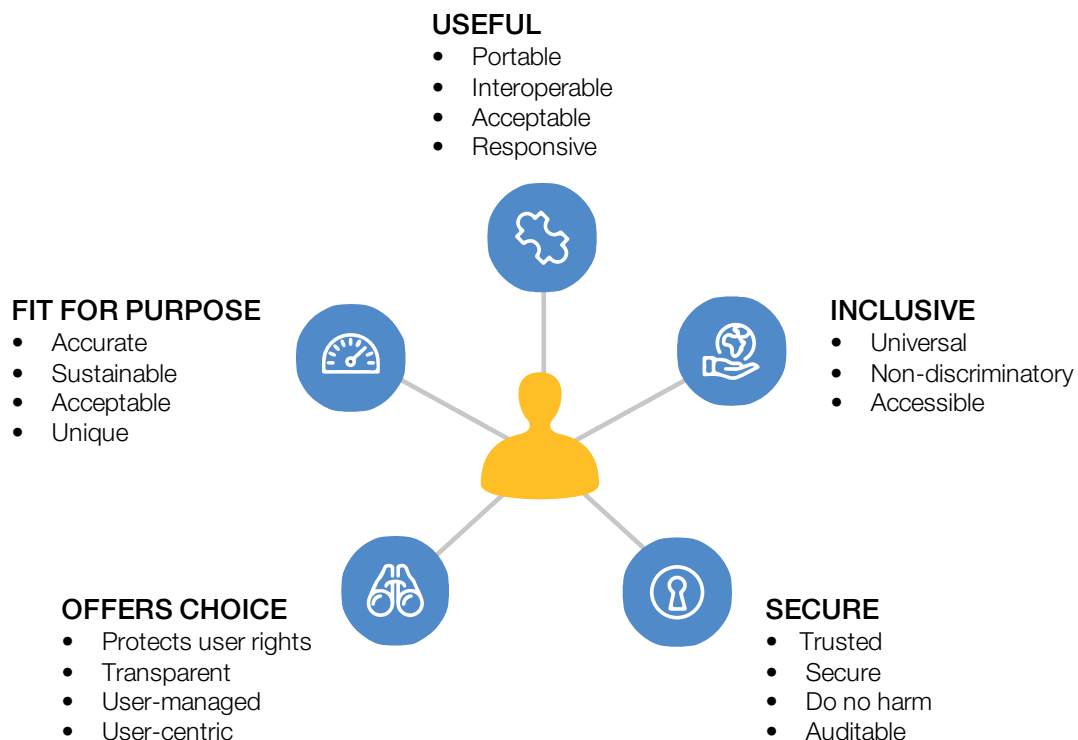 USEFUL
• Portable
• Interoperable
• Acceptable
• Responsive
FIT FOR PURPOSE
• Accurate
• Sustainable
• Acceptable
• Unique
INCLUSIVE
• Universal
• Non-discriminatory
• Accessible
OFFERS CHOICE
• Protects user rights
• Transparent
• User-managed
• User-centric
SECURE
• Trusted
• Secure
• Do no harm
• Auditable